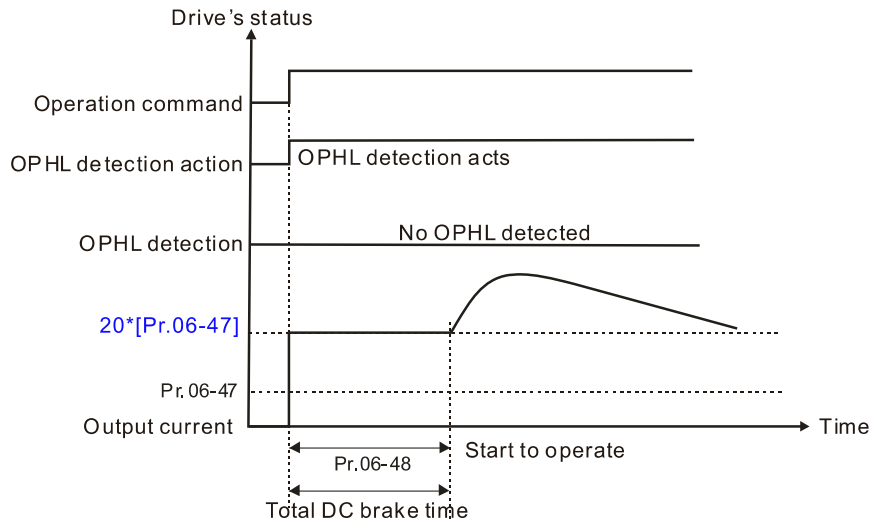 Drive's status
Operation command
OPHL detection action
OPHL detection acts
OPHL detection
No OPHL detected
20*[Pr.06-47]
Pr.06-47
Output current
Time
Start to operate
Pr.06-48
Total DC brake time